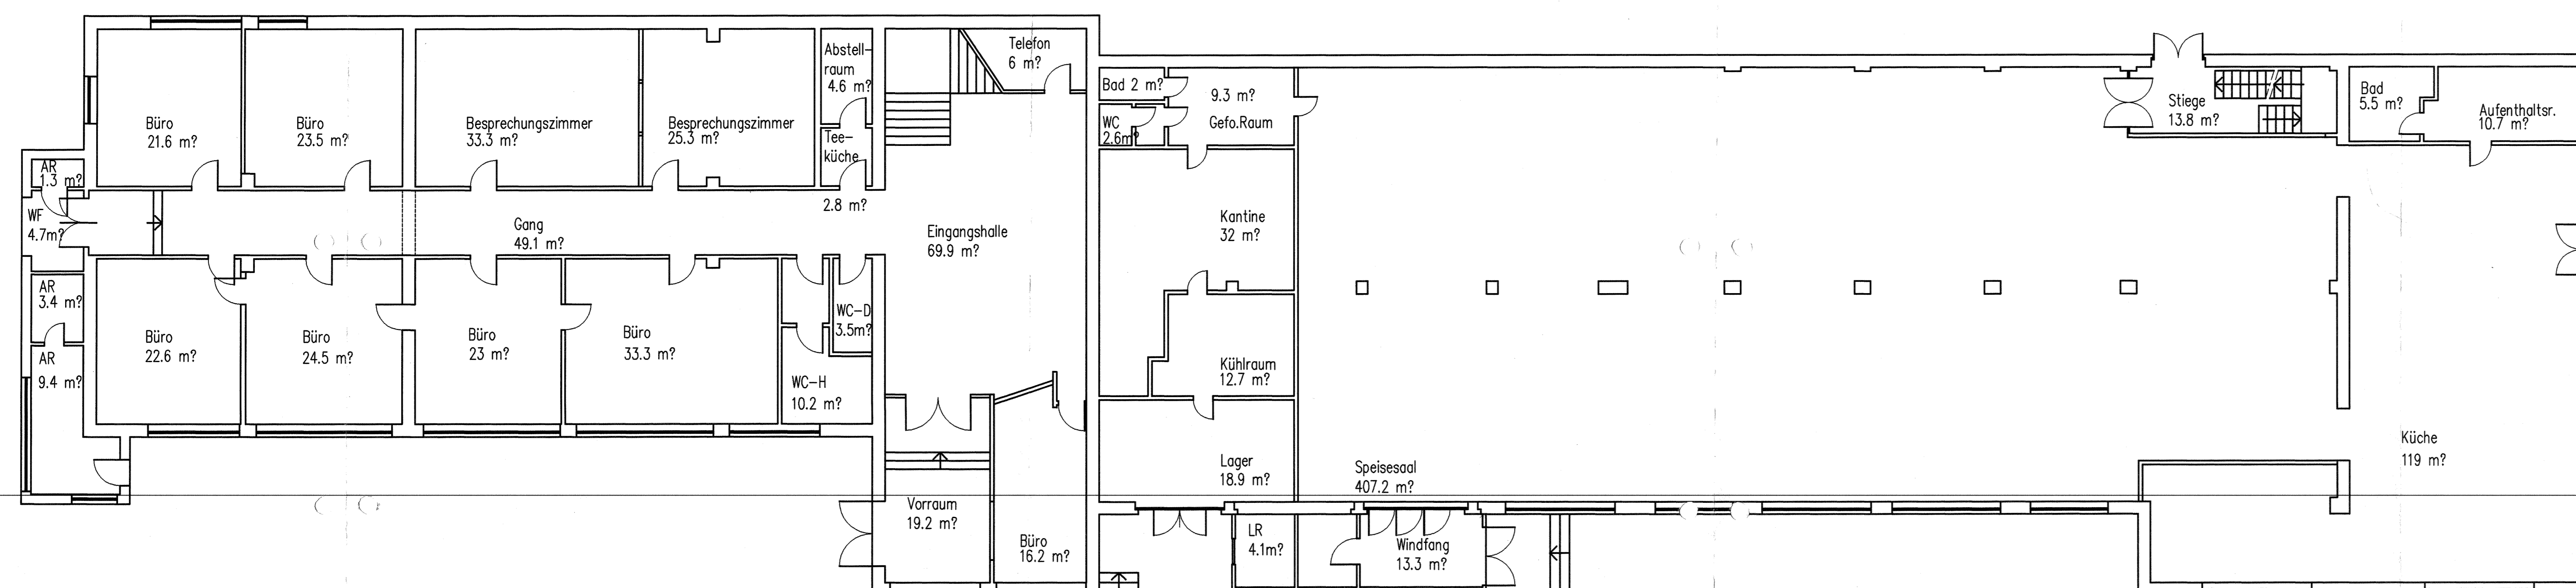 Büro
21.6 m?
Büro
23.5 m?
Besprechungszimmer
33.3 m?
Besprechungszimmer
25.3 m?
Abstell-
raum
4.6 m?
Tee-
küche
2.8 m?
Telefon
6 m?
Bad 2 m?
WC
2.6m?
9.3 m?
Gefo.Raum
Stiege
13.8 m?
Bad
5.5 m?
Aufenthaltsr.
10.7 m?
AR
1.3 m?
WF
4.7m?
Gang
49.1 m?
Eingangshalle
69.9 m?
Kantine
32 m?
AR
3.4 m?
AR
9.4 m?
Büro
22.6 m?
Büro
24.5 m?
Büro
23 m?
Büro
33.3 m?
WC-D
3.5m?
WC-H
10.2 m?
Kühlraum
12.7 m?
Lager
18.9 m?
Speisesaal
407.2 m?
Küche
119 m?
Vorraum
19.2 m?
Büro
16.2 m?
LR
4.1m?
Windfang
13.3 m?